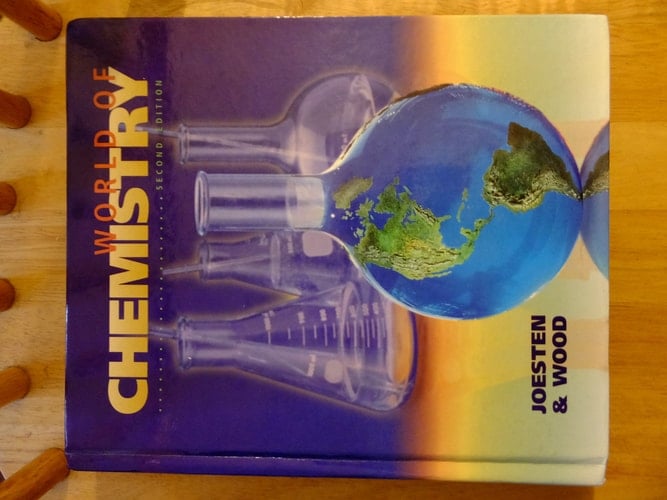 WORLD OF
CHEMISTRY
SECOND EDITION
JOESTEN
& WOOD